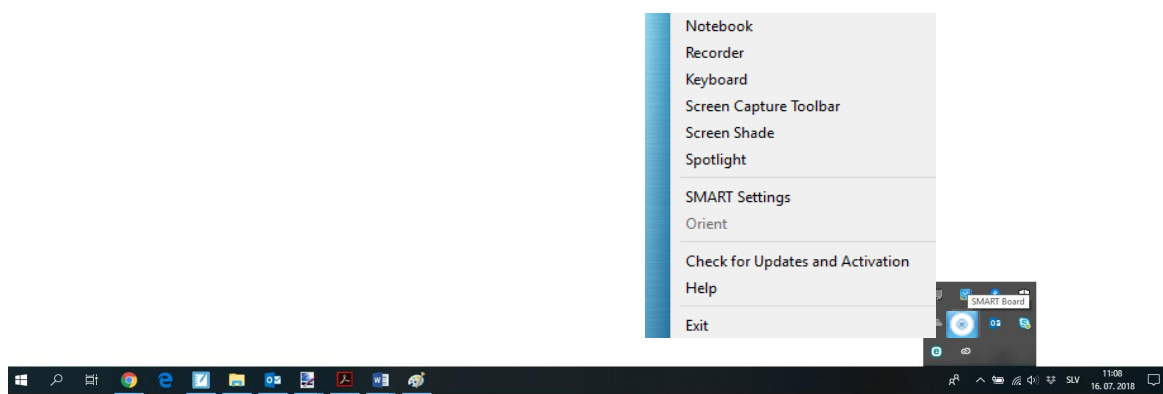 Notebook
Recorder
Keyboard
Screen Capture Toolbar
Screen Shade
Spotlight
SMART Settings
Orient
Check for Updates and Activation
Help
Exit
SMART Board
SLV
11:08
16. 07. 2018